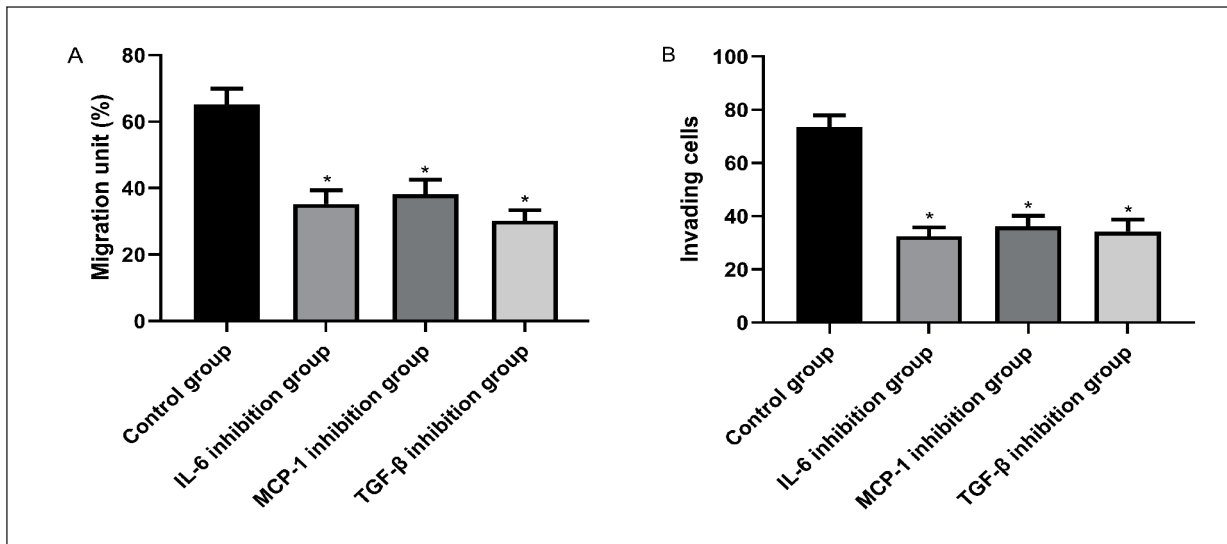 A
Migration unit (%)
80
60
40
20
0
*
*
*
Control group
IL-6 inhibition group
MCP-1 inhibition group
TGF-β inhibition group
B
Invading cells
100
80
60
40
20
0
*
*
*
Control group
IL-6 inhibition group
MCP-1 inhibition group
TGF-β inhibition group